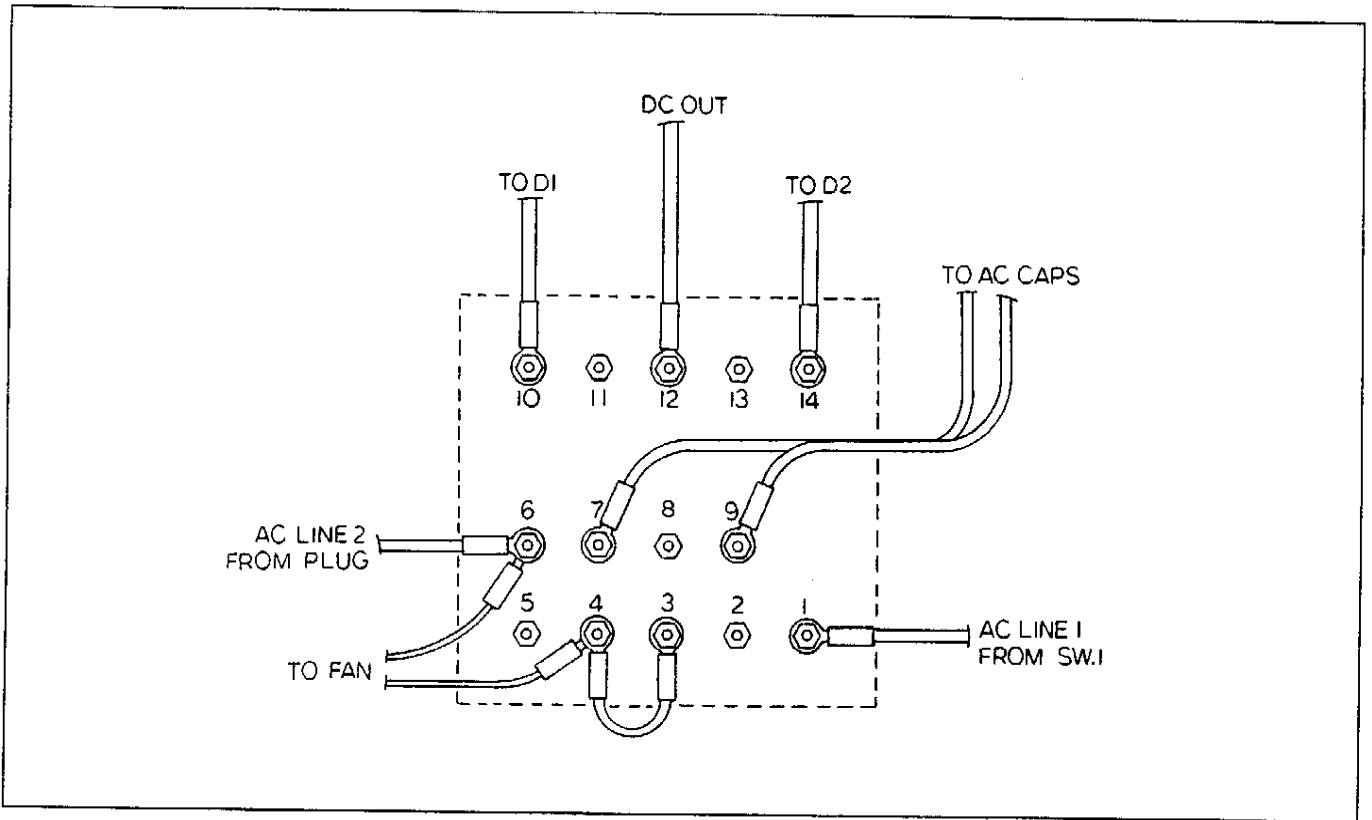 DC OUT
TO D1
TO D2
TO AC CAPS
10
11
12
13
14
6
7
8
9
AC LINE 2
FROM PLUG
5
4
3
2
1
AC LINE 1
FROM SW.1
TO FAN